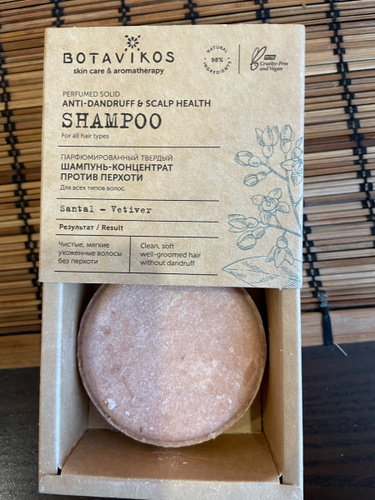 BOTAVIKOS
skin care & aromatherapy
NATURAL
98%
INGREDIENTS
Cruelty-Free
and Vegan
PERFUMED SOLID
ANTI-DANDRUFF & SCALP HEALTH
SHAMPOO
For all hair types
ПАРФЮМИРОВАННЫЙ ТВЕРДЫЙ
ШАМПУНЬ-КОНЦЕНТРАТ
ПРОТИВ ПЕРХОТИ
Для всех типов волос
Santal - Vetiver
Результат / Result
Чистые, мягкие
ухоженные волосы
без перхоти
Clean, soft
well-groomed hair
without dandruff